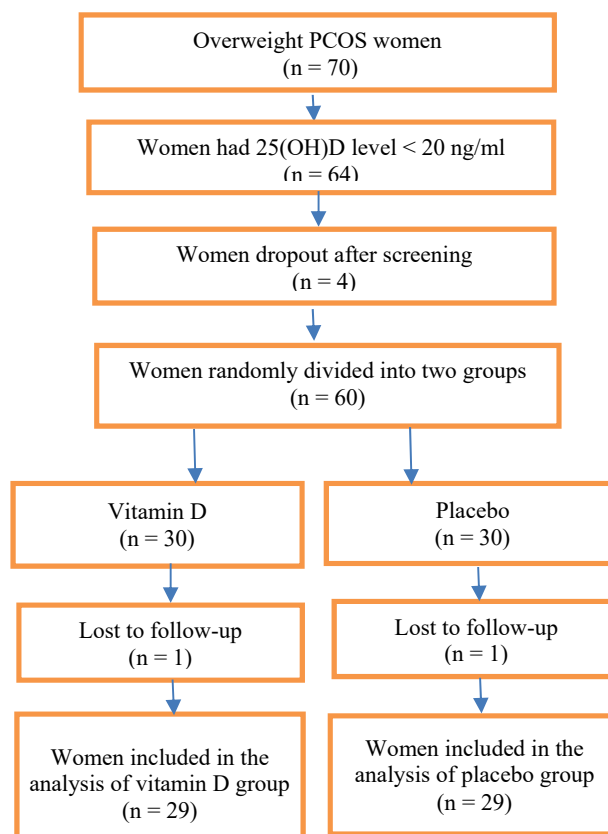 Overweight PCOS women
(n = 70)
Women had 25(OH)D level < 20 ng/ml
(n = 64)
Women dropout after screening
(n = 4)
Women randomly divided into two groups
(n = 60)
Vitamin D
(n = 30)
Placebo
(n = 30)
Lost to follow-up
(n = 1)
Lost to follow-up
(n = 1)
Women included in the
analysis of vitamin D group
(n = 29)
Women included in the
analysis of placebo group
(n = 29)